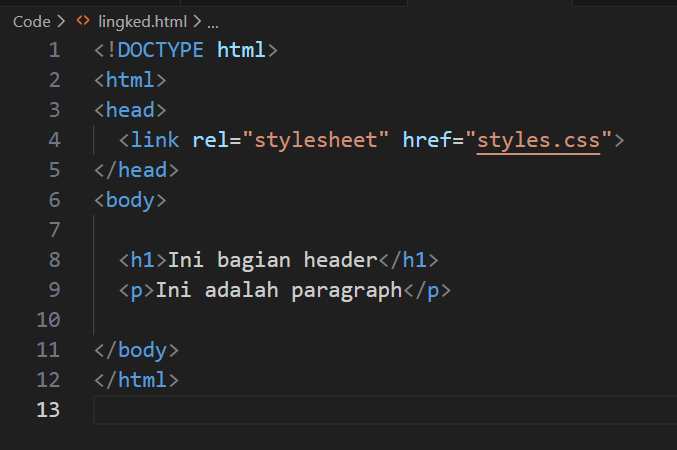 Code > <> lingked.html > ...
1 <!DOCTYPE html>
2 <html>
3 <head>
4   <link rel="stylesheet" href="styles.css">
5 </head>
6 <body>
7
8   <h1>Ini bagian header</h1>
9   <p>Ini adalah paragraph</p>
10
11 </body>
12 </html>
13